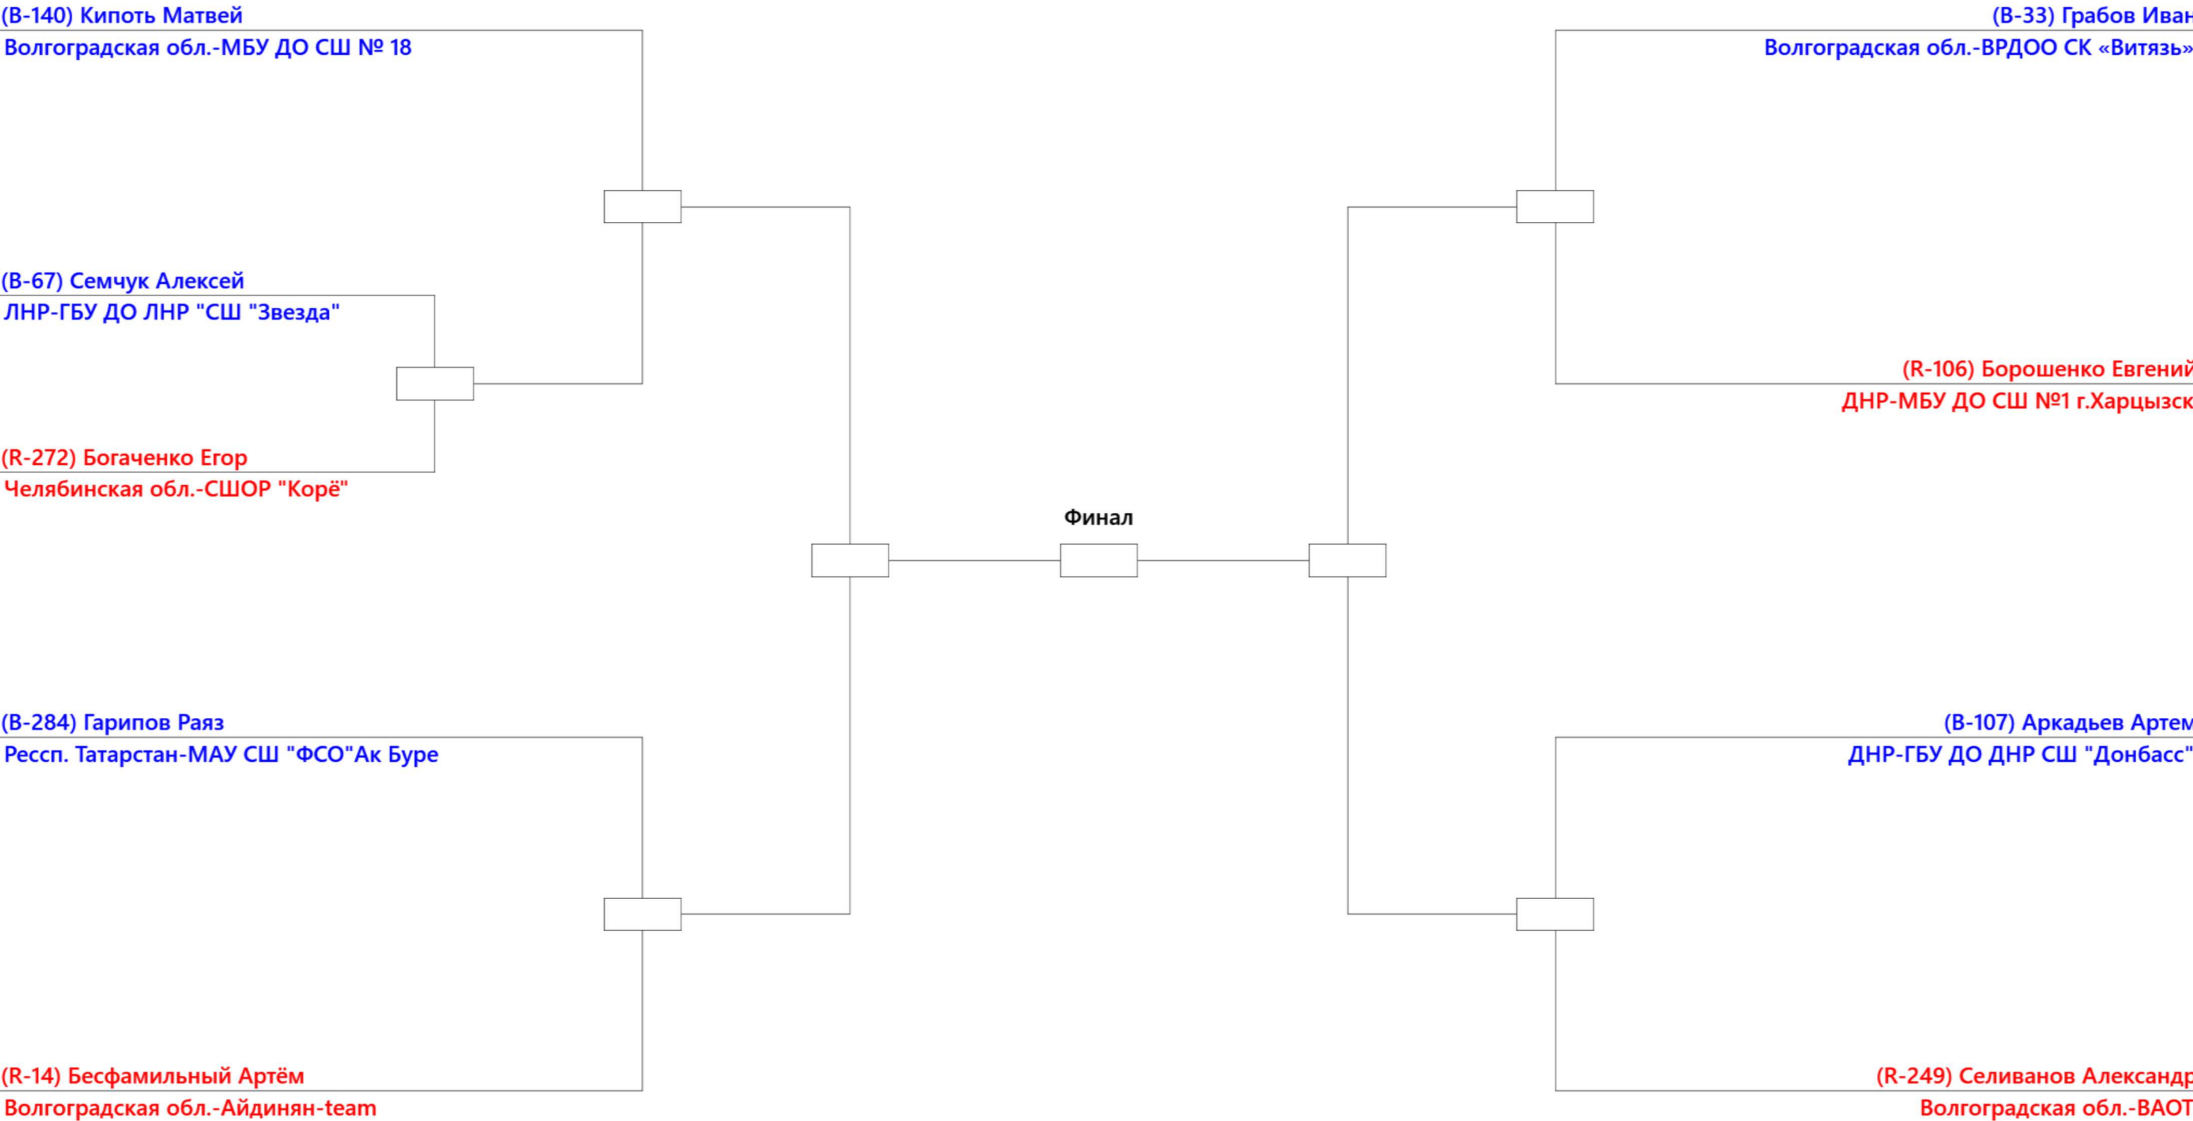 (B-140) Кипоть Матвей
Волгоградская обл.-МБУ ДО СШ № 18
(B-67) Семчук Алексей
ЛНР-ГБУ ДО ЛНР "СШ "Звезда"
(R-272) Богаченко Егор
Челябинская обл.-СШОР "Корё"
(B-284) Гарипов Раяз
Рессп. Татарстан-МАУ СШ "ФСО"Ак Буре
(R-14) Бесфамильный Артём
Волгоградская обл.-Айдинян-team
Финал
(B-33) Грабов Иван
Волгоградская обл.-ВРДОО СК «Витязь»
(R-106) Борошенко Евгений
ДНР-МБУ ДО СШ №1 г.Харцызск
(B-107) Аркадьев Артем
ДНР-ГБУ ДО ДНР СШ "Донбасс"
(R-249) Селиванов Александр
Волгоградская обл.-ВАОТ